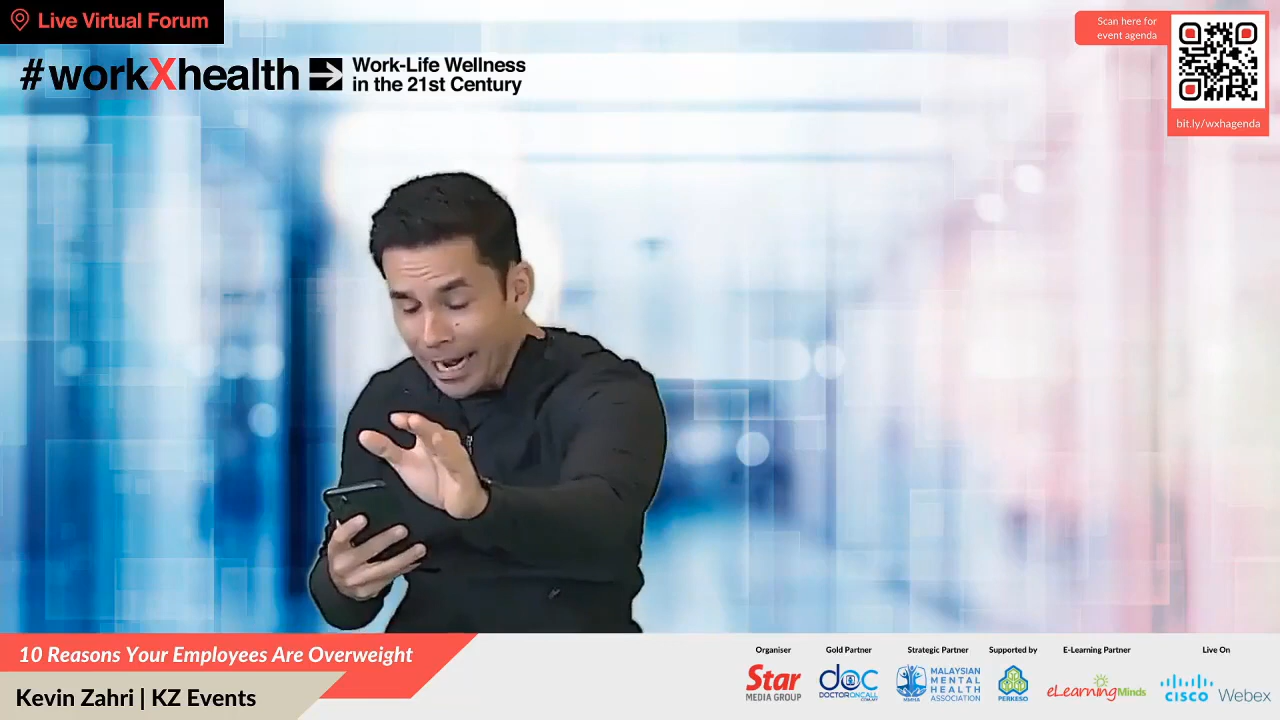 Live Virtual Forum
Scan here for
event agenda
#workXhealth
Work-Life Wellness
in the 21st Century
bit.ly/wxhagenda
10 Reasons Your Employees Are Overweight
Kevin Zahri | KZ Events
Organiser
Gold Partner
Strategic Partner
Supported by
E-Learning Partner
Live On
Star
MEDIA GROUP
doc
DOCTORONCALL
MMHA
MALAYSIAN
MENTAL
HEALTH
ASSOCIATION
PERKESO
eLearningMinds
CISCO
Webex